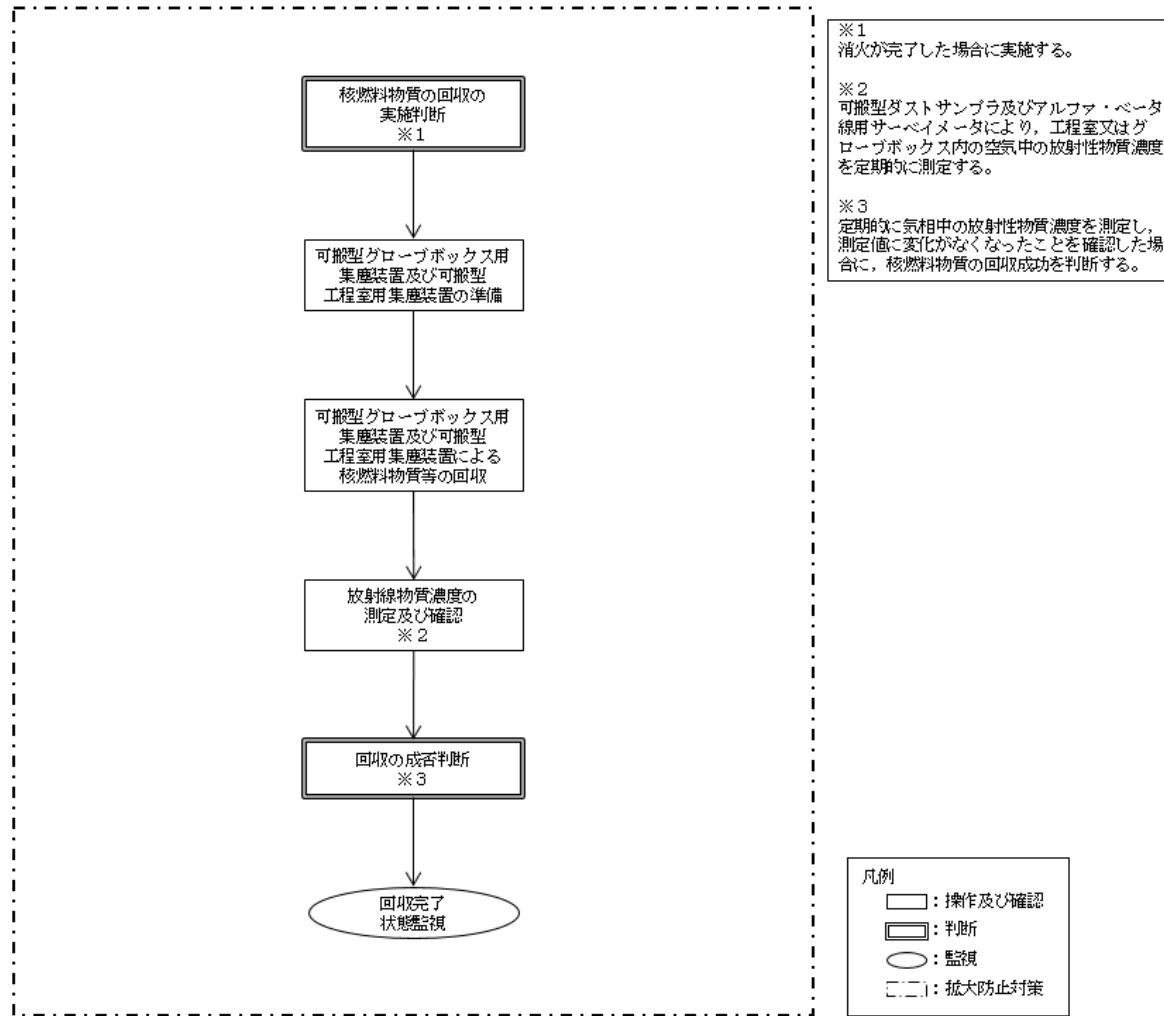 核燃料物質の回収の
実施判断
※1
可搬型グローブボックス用
集塵装置及び可搬型
工程室用集塵装置の準備
可搬型グローブボックス用
集塵装置及び可搬型
工程室用集塵装置による
核燃料物質等の回収
放射線物質濃度の
測定及び確認
※2
回収の成否判断
※3
回収完了
状態監視
※1
消火が完了した場合に実施する。
※2
可搬型ダストサンプラ及びアルファ・ベータ
線用サーベイメータにより，工程室又はグ
ローブボックス内の空気中の放射性物質濃度
を定期的に測定する。
※3
定期的に気相中の放射性物質濃度を測定し，
測定値に変化がなくなったことを確認した場
合に，核燃料物質の回収成功を判断する。
凡例
：操作及び確認
：判断
：監視
：拡大防止対策